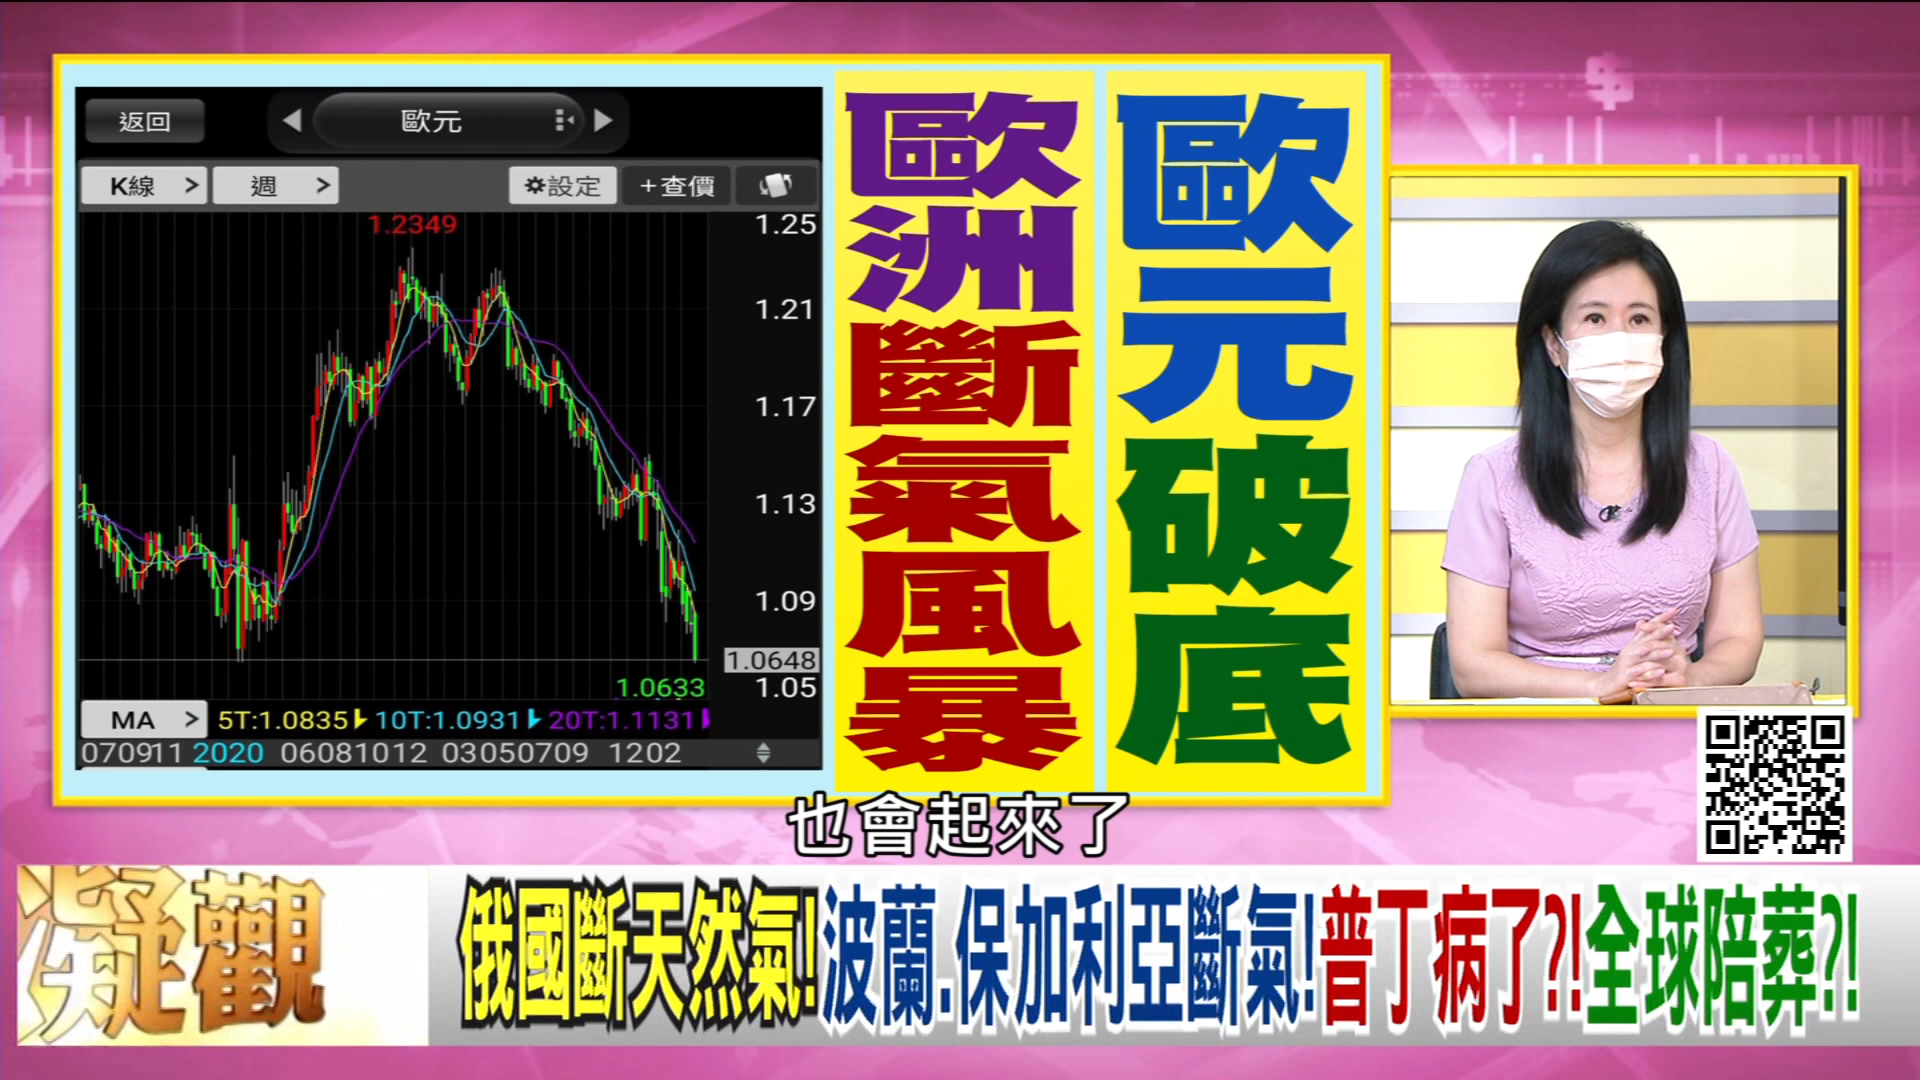 返回
歐元
K線 >
週 >
設定
+查價
1.2349
1.25
1.21
1.17
1.13
1.09
1.0648
1.0633
1.05
MA >
5T:1.0835
10T:1.0931
20T:1.1131
070911 2020 06081012 03050709 1202
歐元破底
歐洲斷氣風暴
也會起來了
凝觀
俄國斷天然氣!波蘭.保加利亞斷氣!普丁病了?!全球陪葬?!